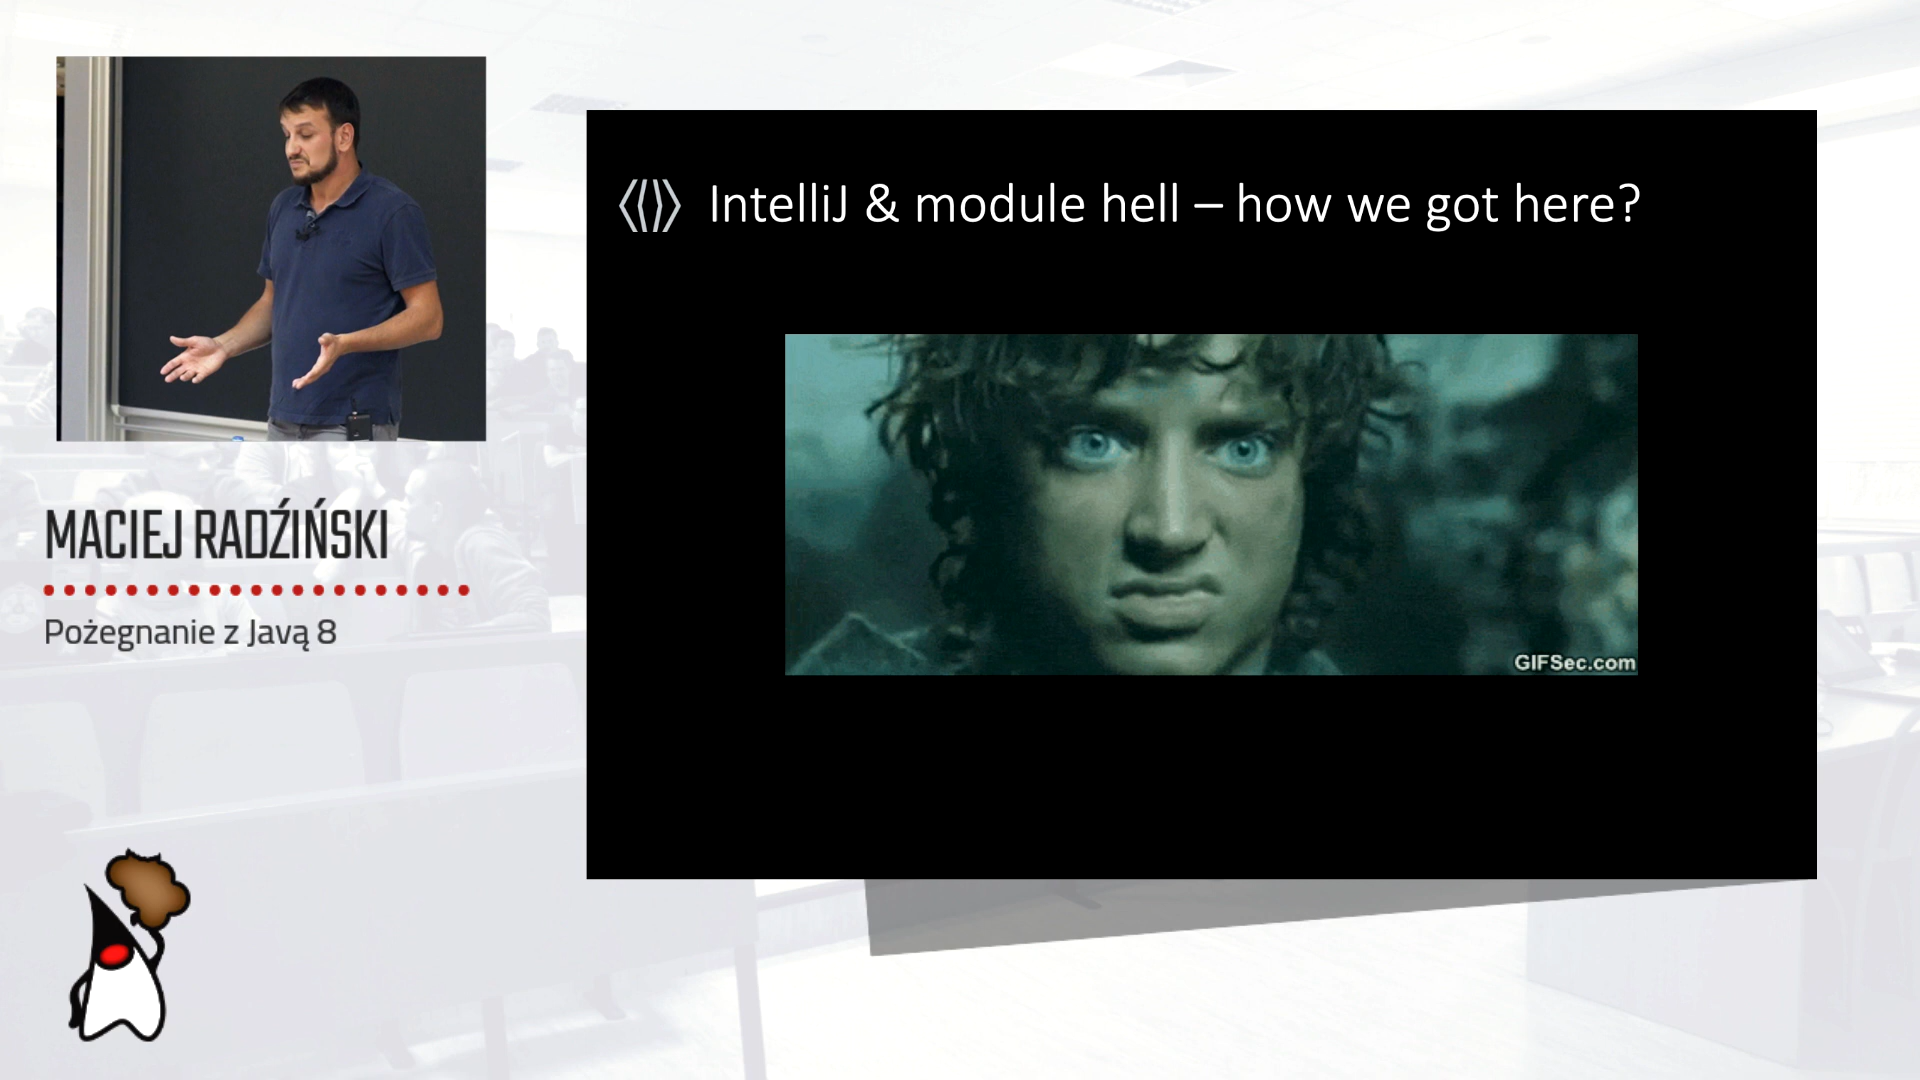 MACIEJ RADŹIŃSKI
Pożegnanie z Javą 8
IntelliJ & module hell – how we got here?
GIFSec.com